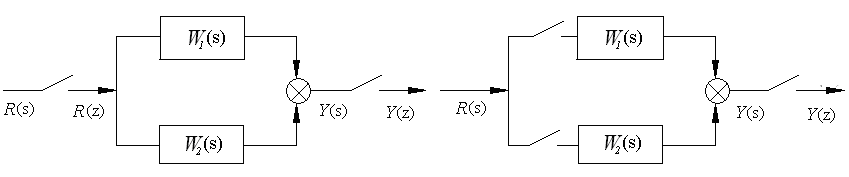 W1(s) W1(s)
R(s) R(z) Y(s) Y(z) R(s) Y(s) Y(z)
W2(s) W2(s)